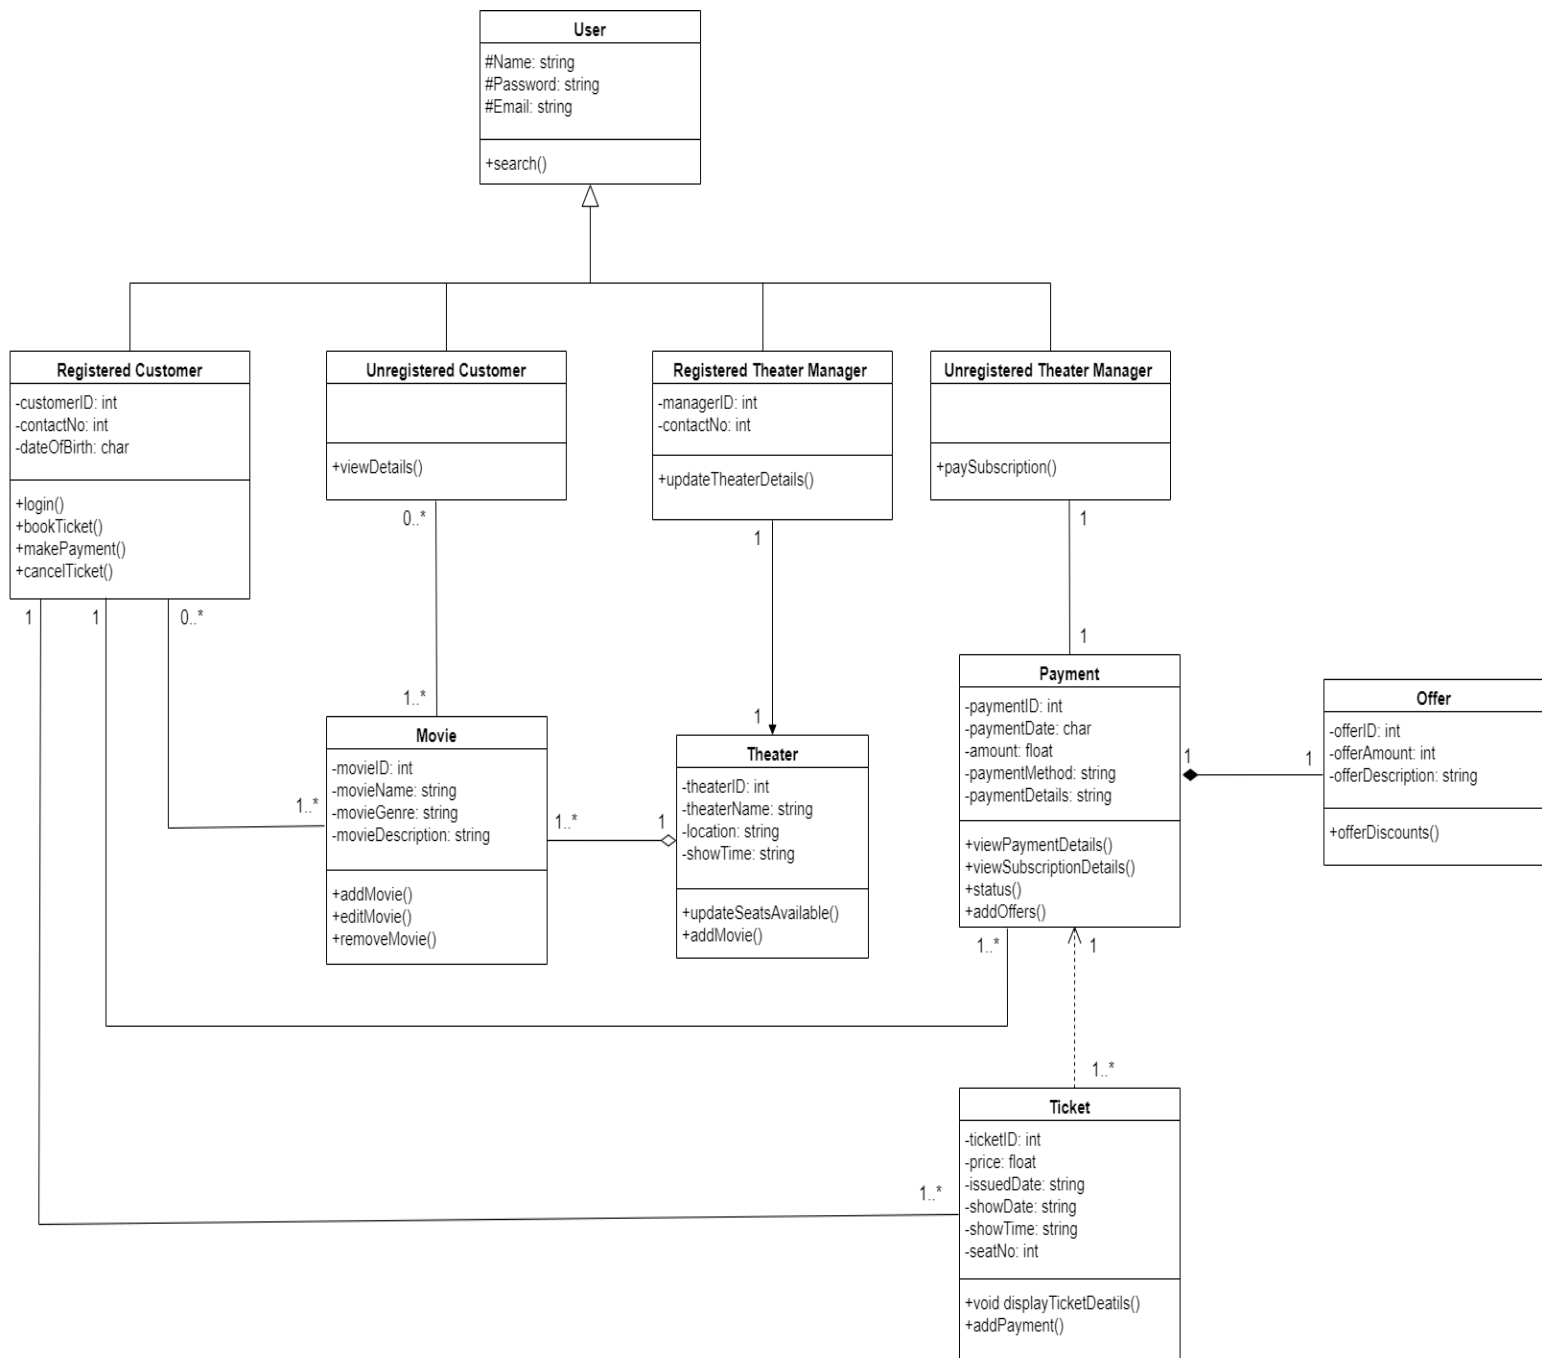 User
#Name: string
#Password: string
#Email: string
+search()
Registered Customer
-customerID: int
-contactNo: int
-dateOfBirth: char
+login()
+bookTicket()
+makePayment()
+cancelTicket()
Unregistered Customer
+viewDetails()
Registered Theater Manager
-managerID: int
-contactNo: int
+updateTheaterDetails()
Unregistered Theater Manager
+paySubscription()
0..*
1
1
1
1
0..*
1
1..*
1
Movie
-movieID: int
-movieName: string
-movieGenre: string
-movieDescription: string
+addMovie()
+editMovie()
+removeMovie()
1..*
1..*
1
Theater
-theaterID: int
-theaterName: string
-location: string
-showTime: string
+updateSeatsAvailable()
+addMovie()
Payment
-paymentID: int
-paymentDate: char
-amount: float
-paymentMethod: string
-paymentDetails: string
+viewPaymentDetails()
+viewSubscriptionDetails()
+status()
+addOffers()
1
1
Offer
-offerID: int
-offerAmount: int
-offerDescription: string
+offerDiscounts()
1..*
1
1..*
1..*
Ticket
-ticketID: int
-price: float
-issuedDate: string
-showDate: string
-showTime: string
-seatNo: int
+void displayTicketDeatils()
+addPayment()